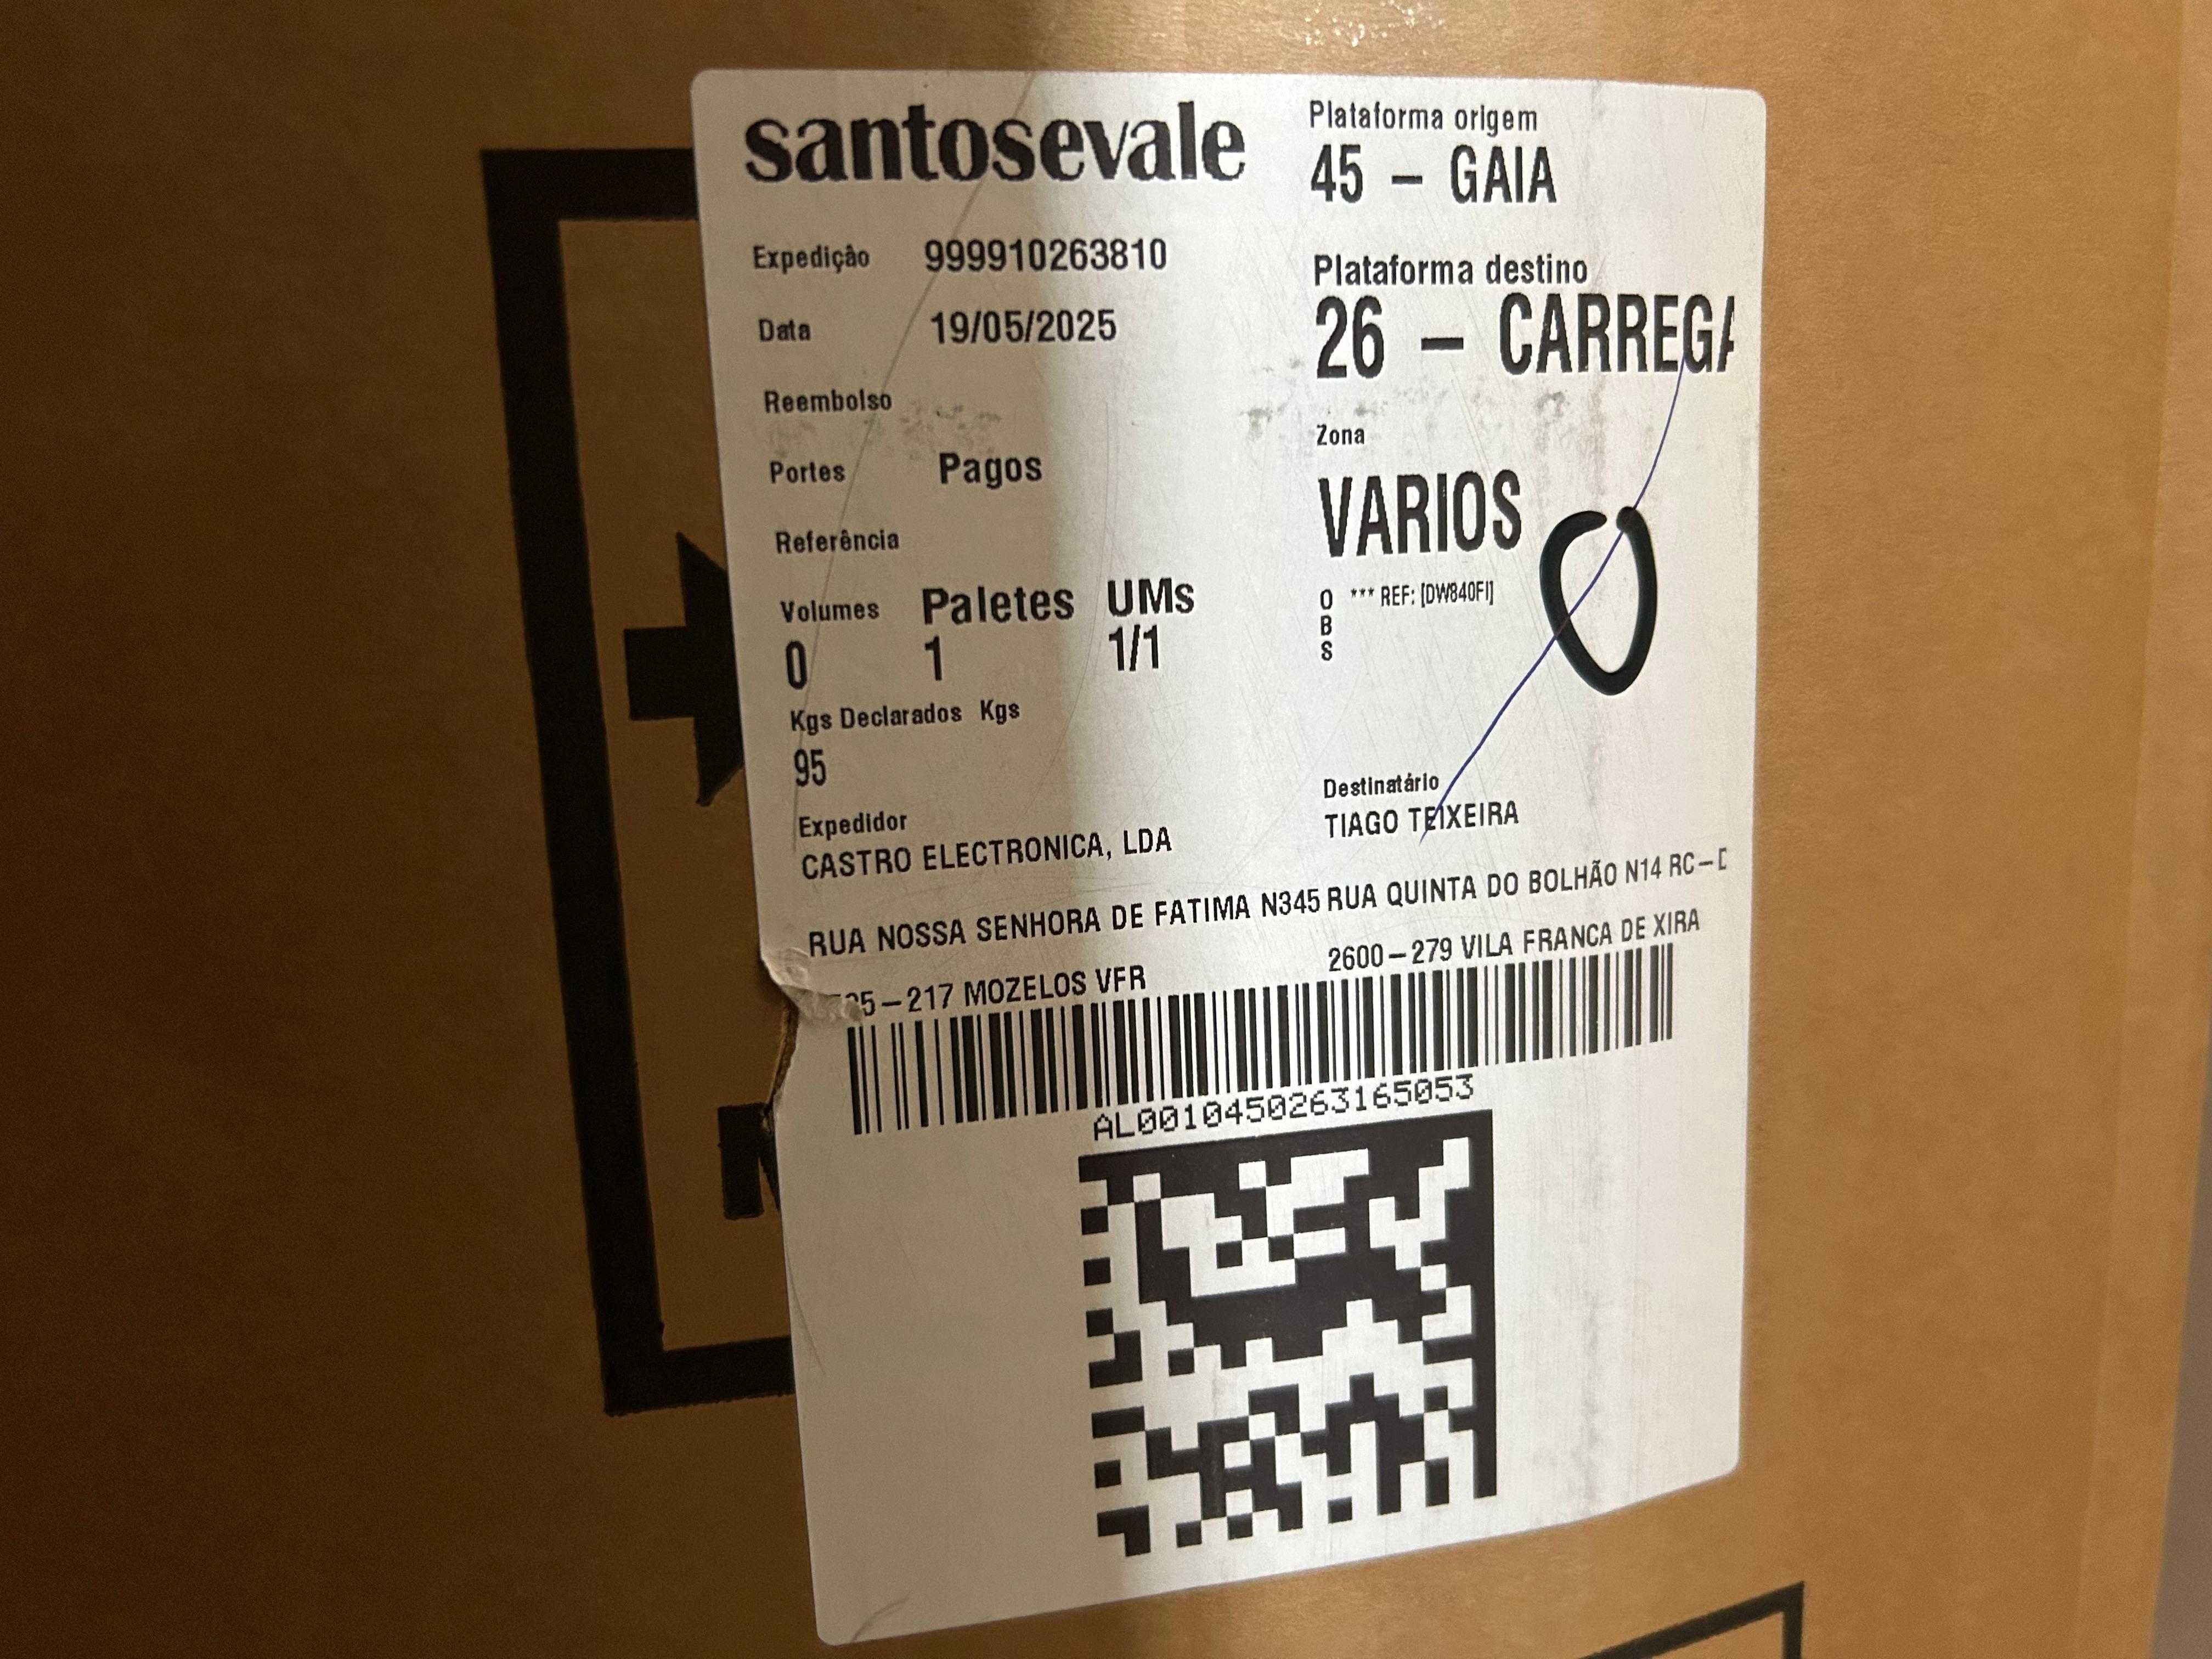 santosevale
Plataforma origem
45 - GAIA
Expedição 999910263810
Plataforma destino
26 - CARREGA
Data 19/05/2025
Reembolso
Zona
Portes Pagos
VARIOS
Referência
OBS *** REF: [DW840FI]
Volumes Paletes UMs
0 1 1/1
Kgs Declarados Kgs
95
Expedidor
CASTRO ELECTRONICA, LDA
RUA NOSSA SENHORA DE FATIMA N345
-217 MOZELOS VFR
Destinatário
TIAGO TEIXEIRA
RUA QUINTA DO BOLHÃO N14 RC-
2600-279 VILA FRANCA DE XIRA
AL0010450263165053